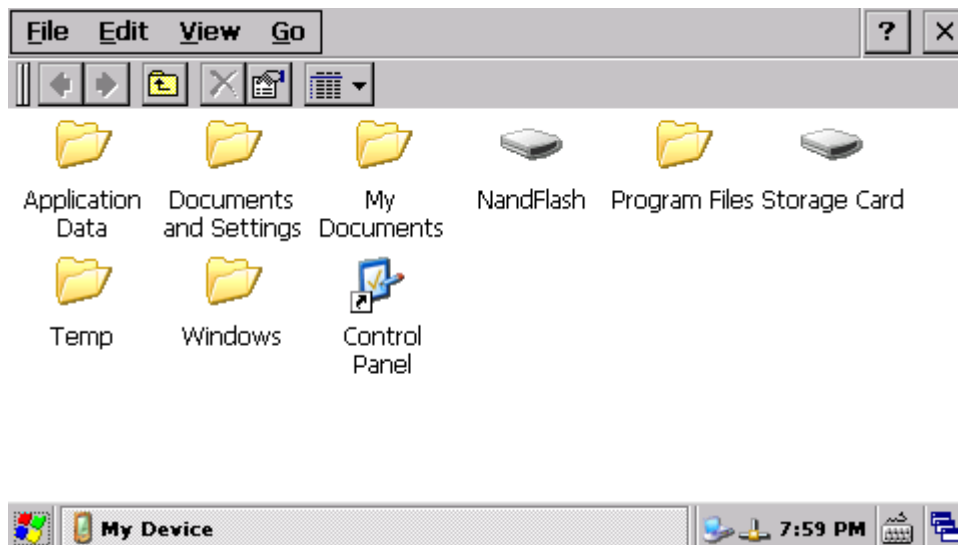 File Edit View Go ?
Application Data Documents and Settings My Documents NandFlash Program Files Storage Card
Temp Windows Control Panel
My Device 7:59 PM